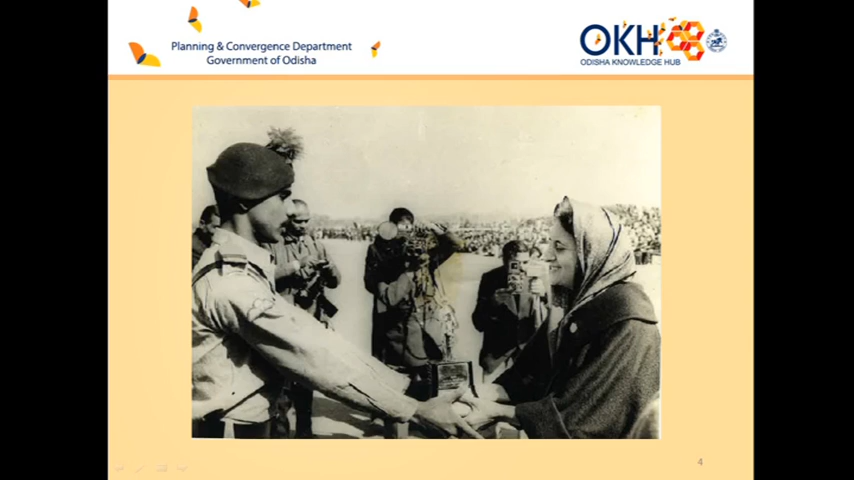 Planning & Convergence Department
Government of Odisha
OKH
ODISHA KNOWLEDGE HUB
4